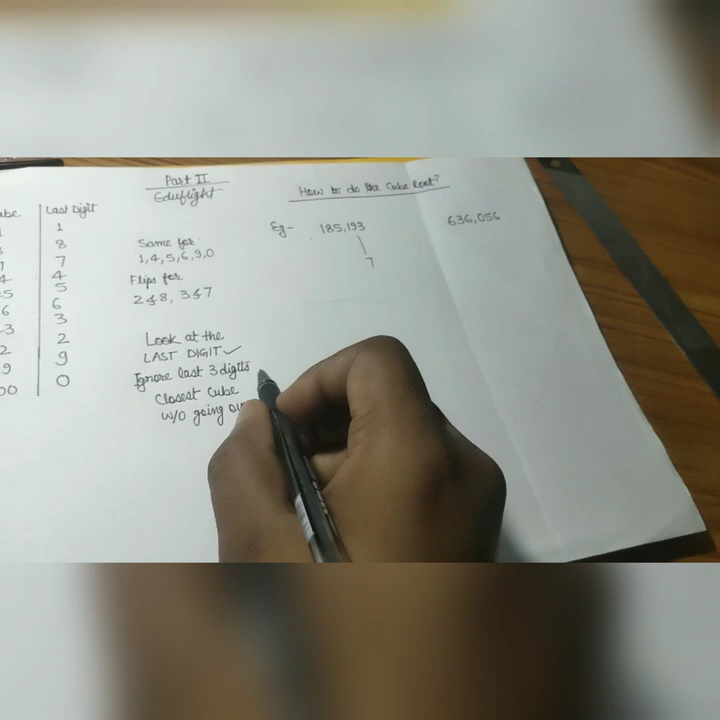 Part II
Eduflight
How to do the Cube Root?
Last Digit
1
8
7
4
5
6
3
2
9
0
Same for
1,4,5,6,9,0
Flips for
2 & 8, 3 & 7
Look at the
LAST DIGIT ✓
Ignore last 3 digits
Closest Cube
W/O going
Eg- 185,193
7
636,056